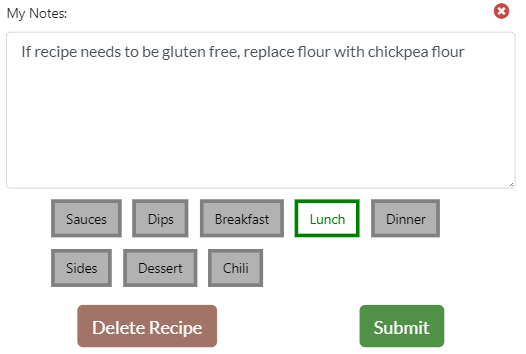 My Notes:
If recipe needs to be gluten free, replace flour with chickpea flour
Sauces Dips Breakfast Lunch Dinner
Sides Dessert Chili
Delete Recipe Submit